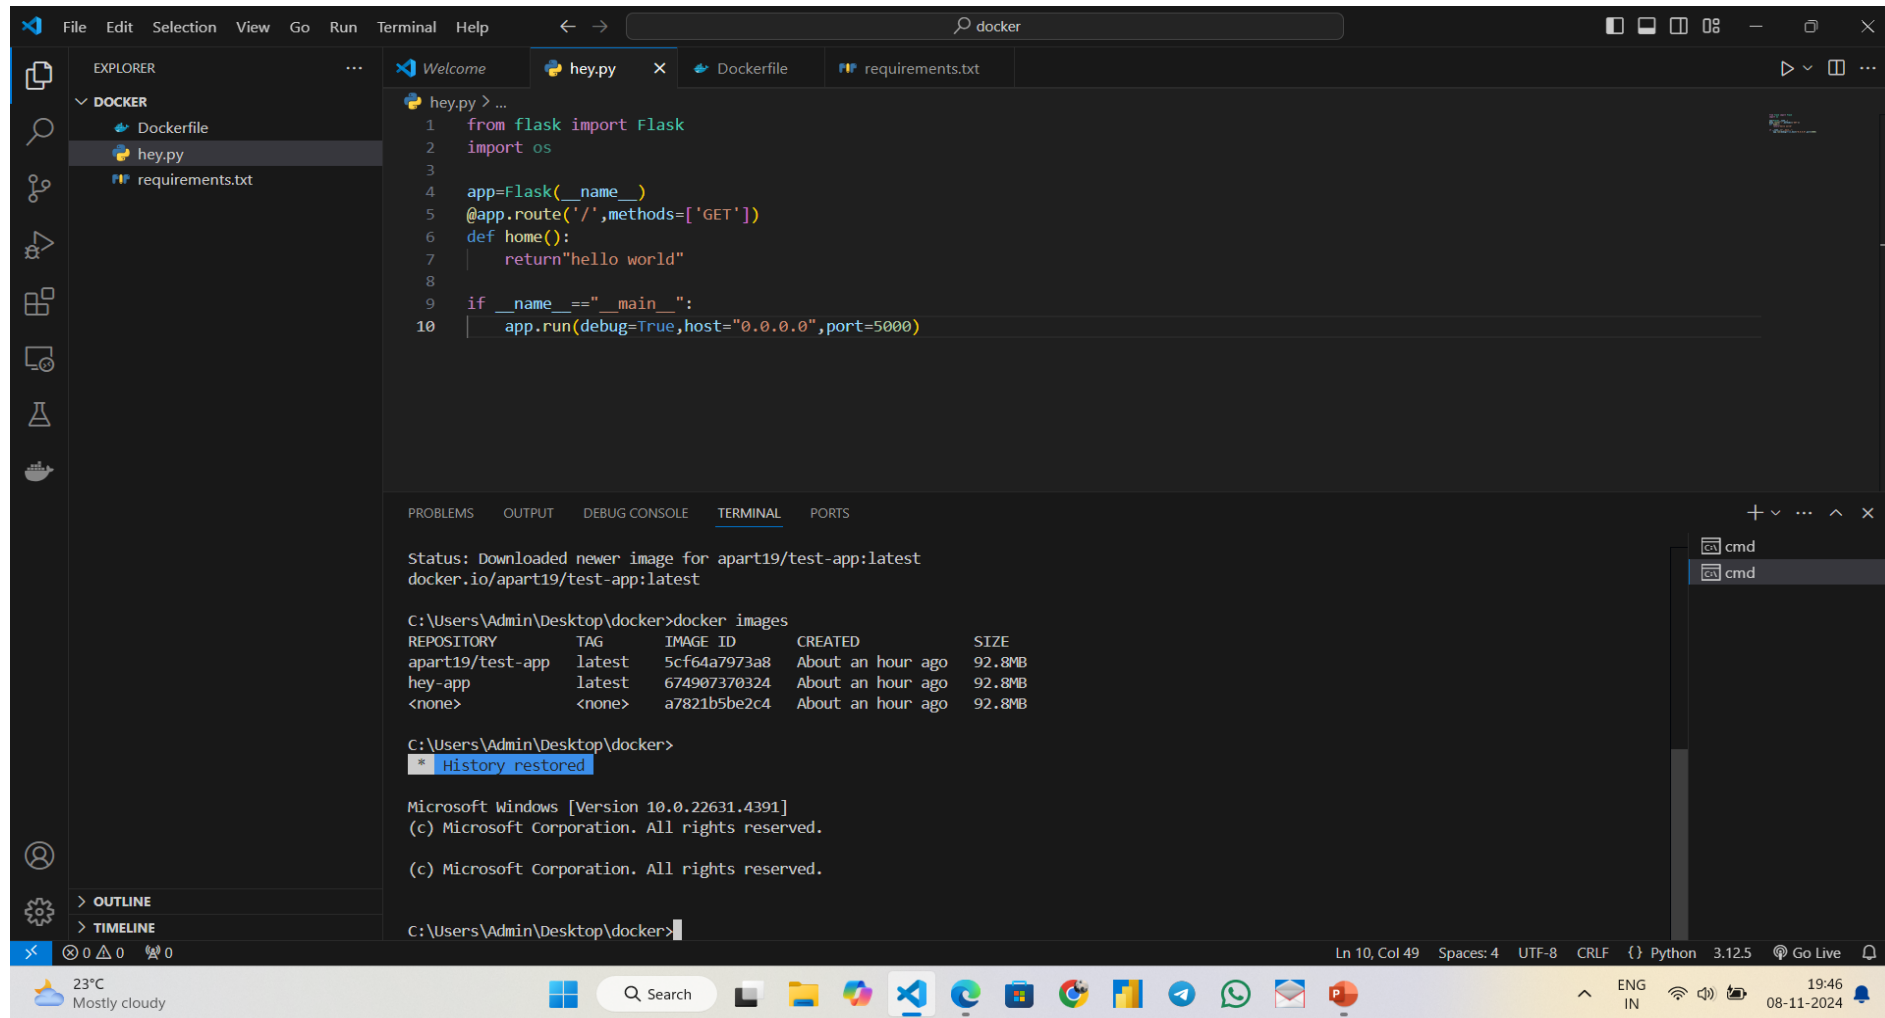 File Edit Selection View Go Run Terminal Help
docker
EXPLORER
Welcome
hey.py
Dockerfile
requirements.txt
DOCKER
Dockerfile
hey.py
requirements.txt
hey.py > ...
1 from flask import Flask
2 import os
3
4 app=Flask(__name__)
5 @app.route('/',methods=['GET'])
6 def home():
7 return"hello world"
8
9 if __name__=="__main__":
10 app.run(debug=True,host="0.0.0.0",port=5000)
PROBLEMS OUTPUT DEBUG CONSOLE TERMINAL PORTS
cmd
cmd
Status: Downloaded newer image for apart19/test-app:latest
docker.io/apart19/test-app:latest
C:\Users\Admin\Desktop\docker>docker images
REPOSITORY TAG IMAGE ID CREATED SIZE
apart19/test-app latest 5cf64a7973a8 About an hour ago 92.8MB
hey-app latest 674907370324 About an hour ago 92.8MB
<none> <none> a7821b5be2c4 About an hour ago 92.8MB
C:\Users\Admin\Desktop\docker>
* History restored
Microsoft Windows [Version 10.0.22631.4391]
(c) Microsoft Corporation. All rights reserved.
(c) Microsoft Corporation. All rights reserved.
C:\Users\Admin\Desktop\docker>
OUTLINE
TIMELINE
0 0 0
Ln 10, Col 49 Spaces: 4 UTF-8 CRLF {} Python 3.12.5 Go Live
23°C
Mostly cloudy
Search
ENG
IN
19:46
08-11-2024